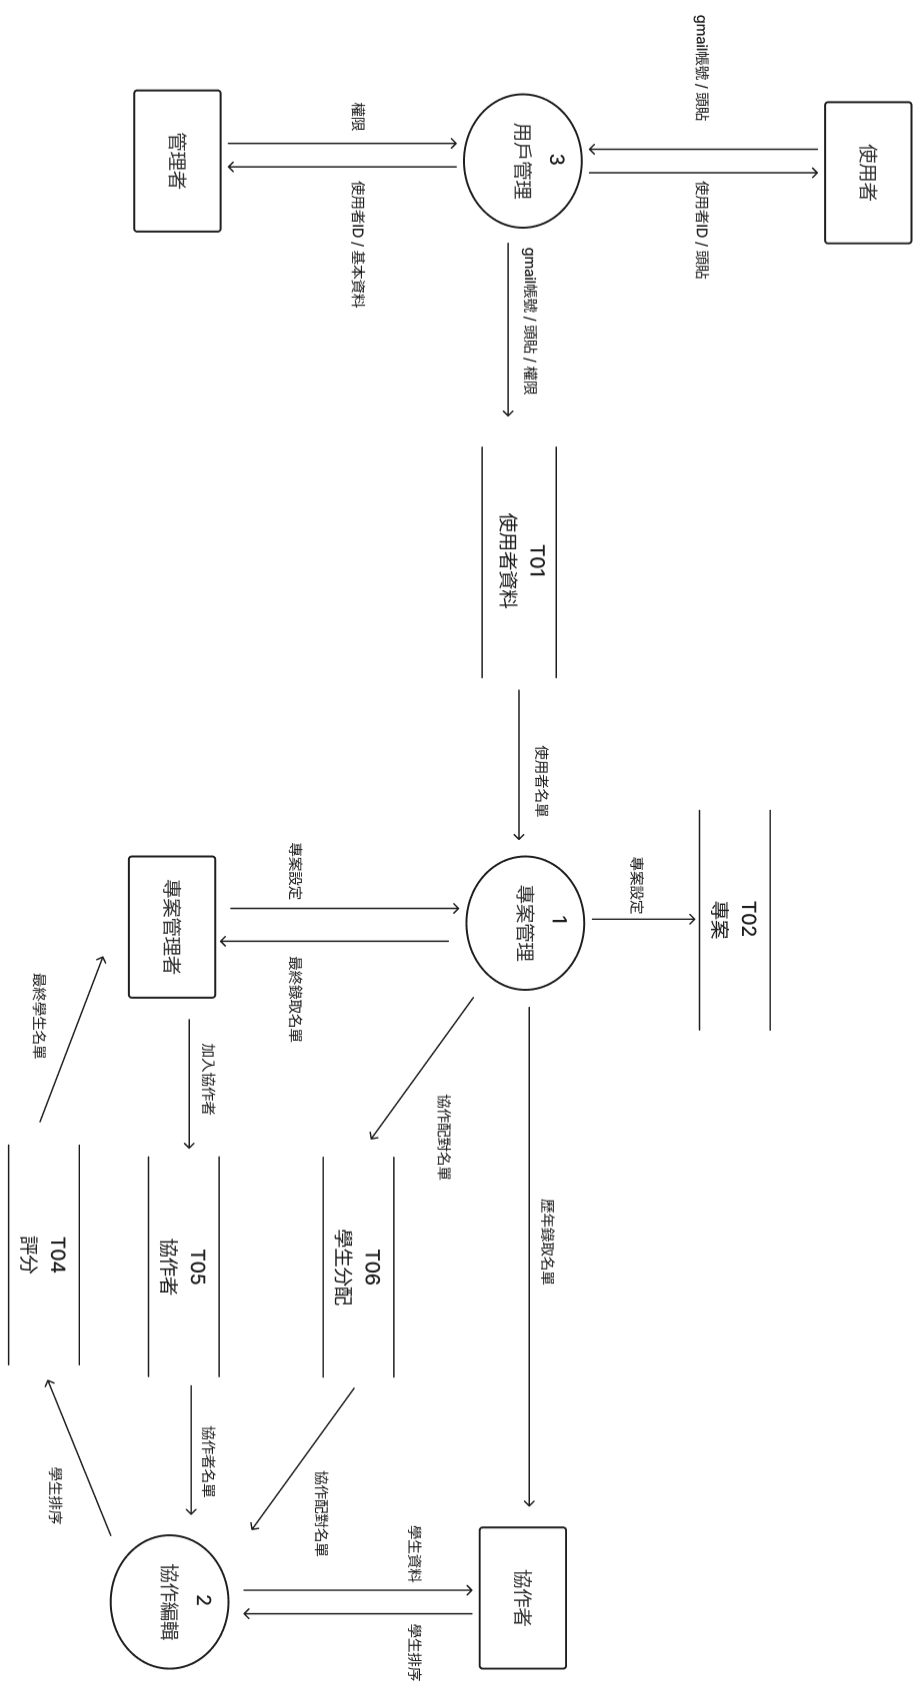 gmail帳號 / 頭貼
使用者
使用者ID / 頭貼
3
用戶管理
權限
管理者
使用者ID / 基本資料
gmail帳號 / 頭貼 / 權限
T01
使用者資料
使用者名單
T02
專案
專案設定
1
專案管理
專案設定
最終錄取名單
專案管理者
加入協作者
最終學生名單
協作配對名單
歷年錄取名單
T06
學生分配
T05
協作者
T04
評分
協作配對名單
協作者名單
學生排序
協作者
學生資料
學生排序
2
協作編輯